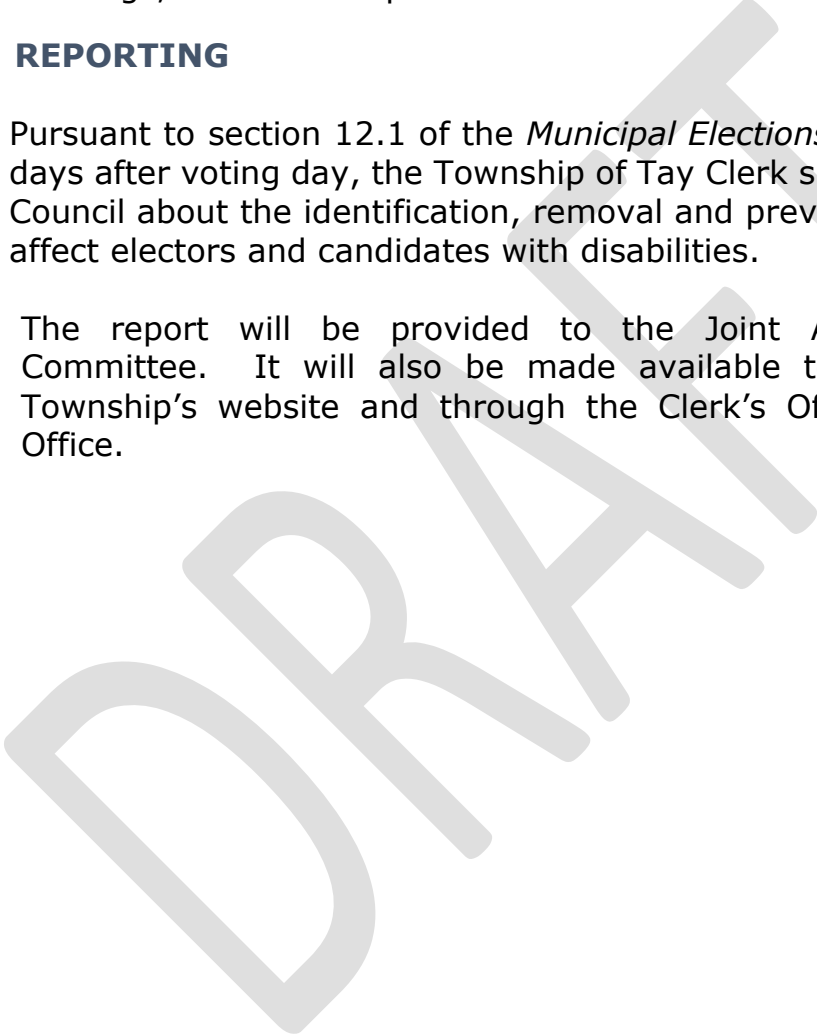 REPORTING
Pursuant to section 12.1 of the Municipal Elections
days after voting day, the Township of Tay Clerk
Council about the identification, removal and
affect electors and candidates with disabilities.
The report will be provided to the Joint
Committee. It will also be made available
Township’s website and through the Clerk’s
Office.
DRAFT